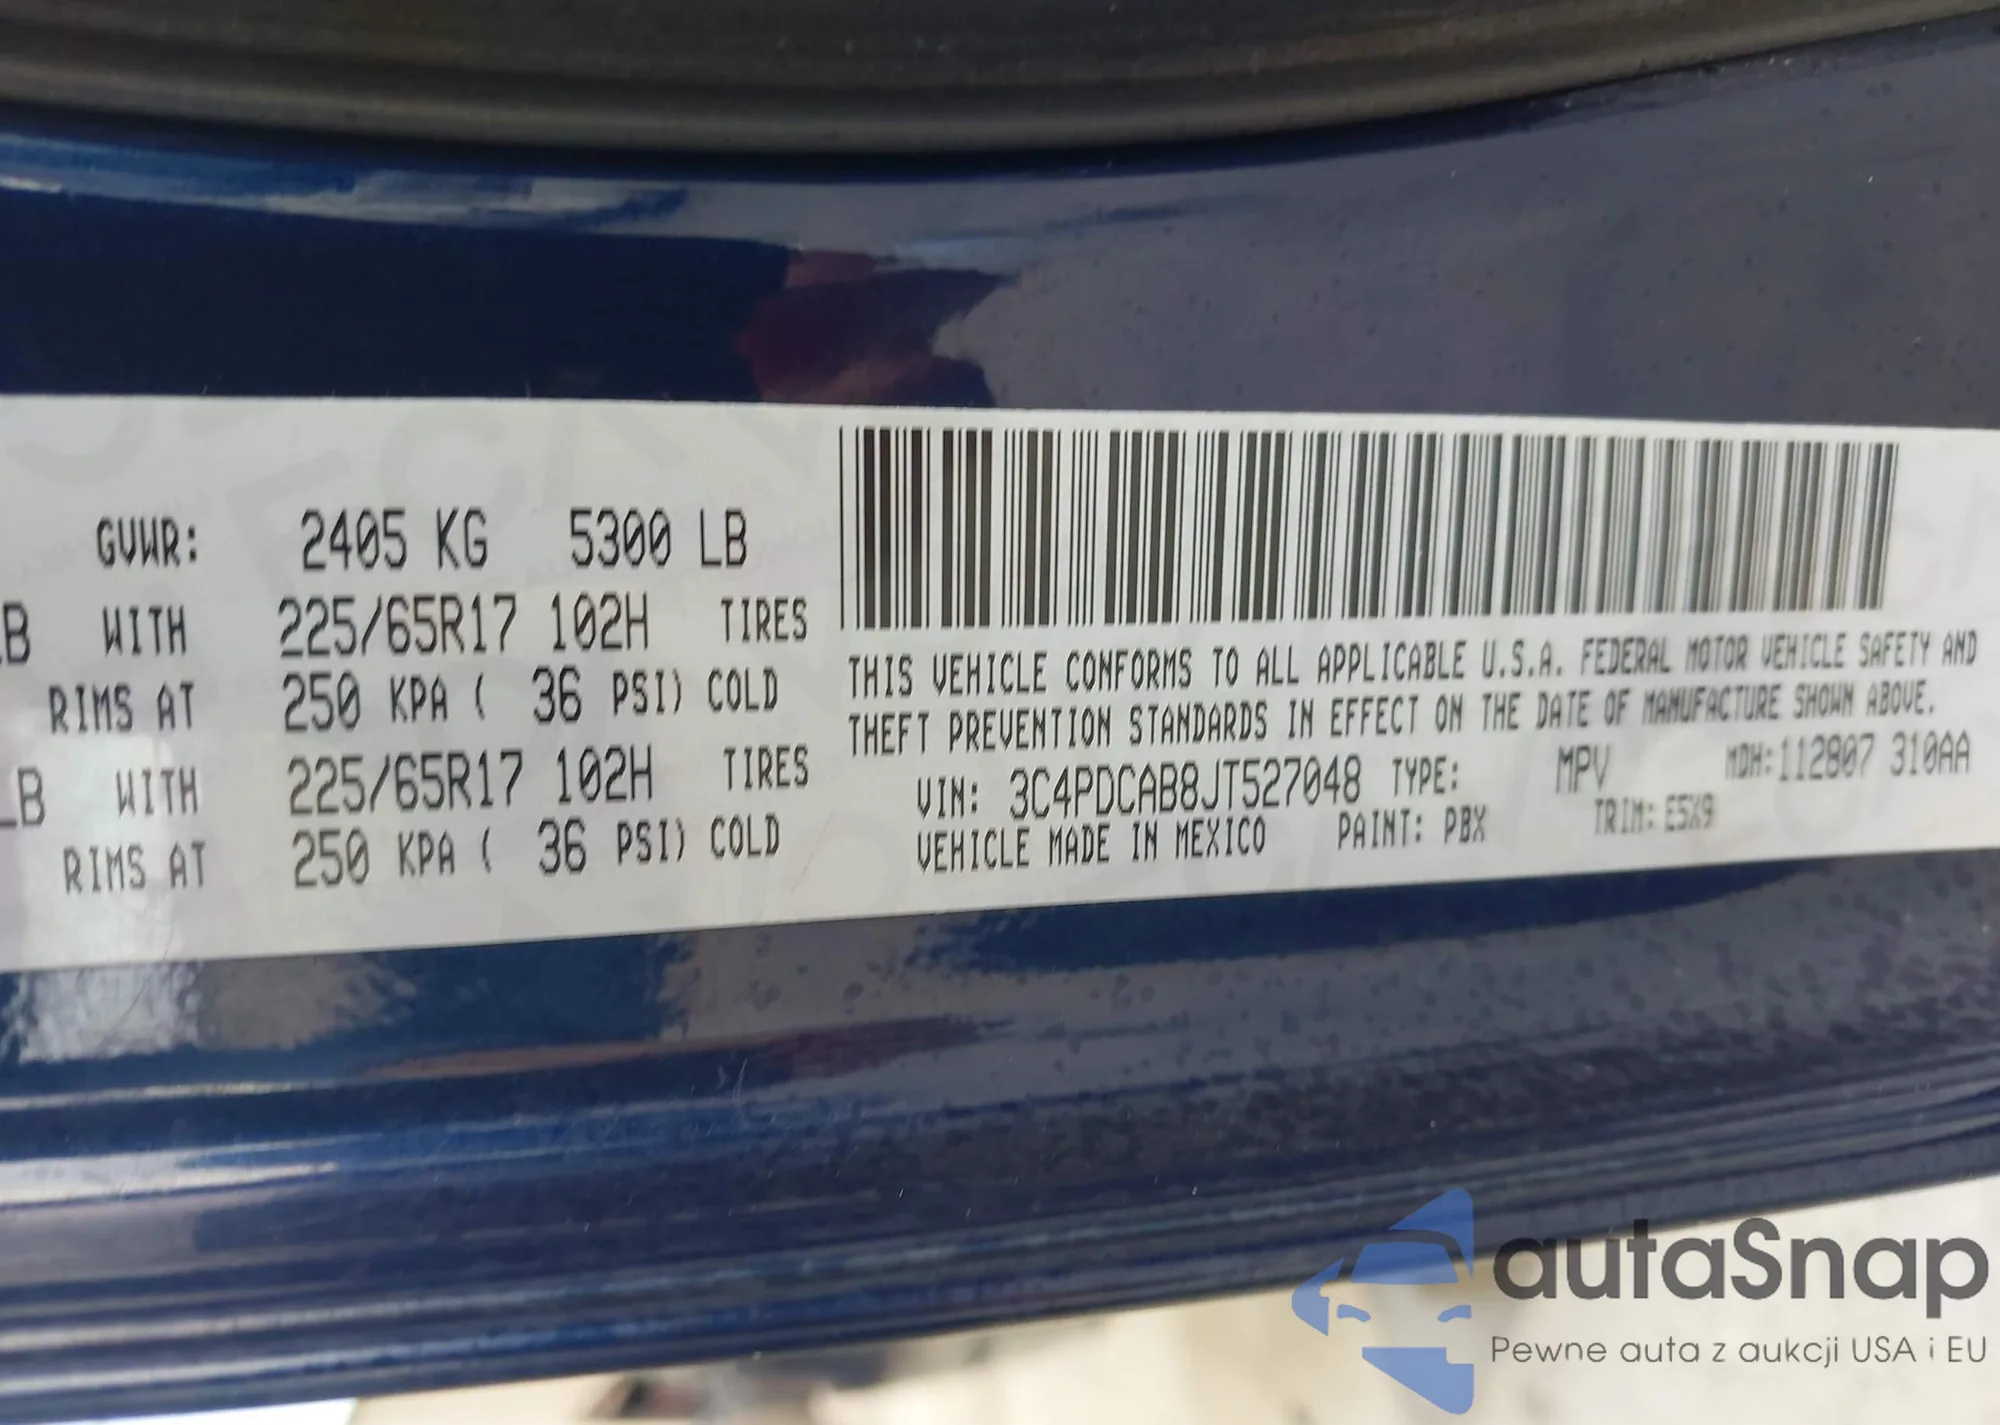 GVWR: 2405 KG 5300 LB
LB WITH 225/65R17 102H TIRES
RIMS AT 250 KPA ( 36 PSI) COLD
LB WITH 225/65R17 102H TIRES
RIMS AT 250 KPA ( 36 PSI) COLD
THIS VEHICLE CONFORMS TO ALL APPLICABLE U.S.A. FEDERAL MOTOR VEHICLE SAFETY AND
THEFT PREVENTION STANDARDS IN EFFECT ON THE DATE OF MANUFACTURE SHOWN ABOVE.
VIN: 3C4PDCAB8JT527048 TYPE: MPV MDH:112807 310AA
VEHICLE MADE IN MEXICO PAINT: PBX TRIM: E5X9
autaSnap
Pewne auta z aukcji USA i EU